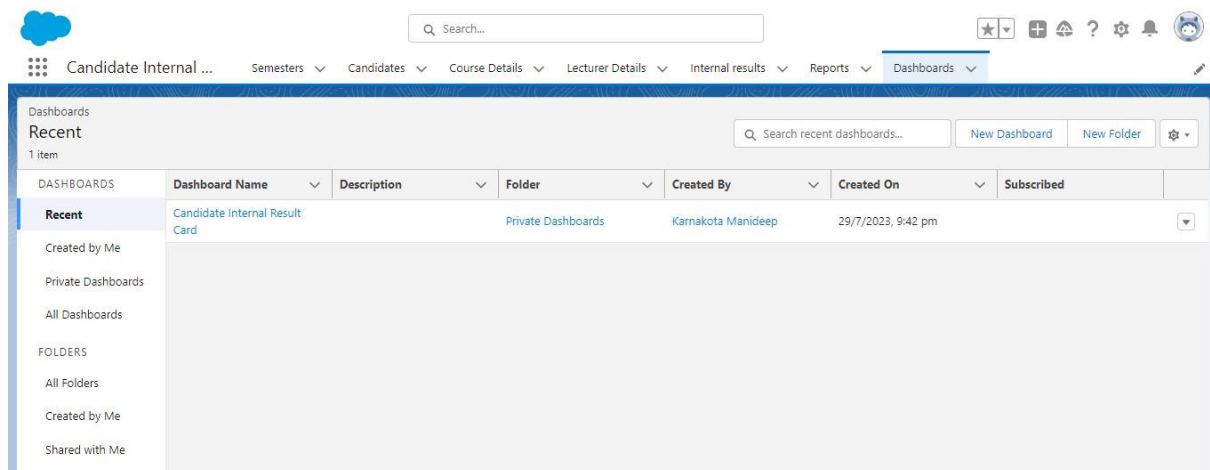 Search...
Candidate Internal ...
Semesters
Candidates
Course Details
Lecturer Details
Internal results
Reports
Dashboards
Dashboards
Recent
1 item
Search recent dashboards...
New Dashboard
New Folder
DASHBOARDS
Recent
Created by Me
Private Dashboards
All Dashboards
FOLDERS
All Folders
Created by Me
Shared with Me
Dashboard Name
Description
Folder
Created By
Created On
Subscribed
Candidate Internal Result
Card
Private Dashboards
Karnakota Manideep
29/7/2023, 9:42 pm